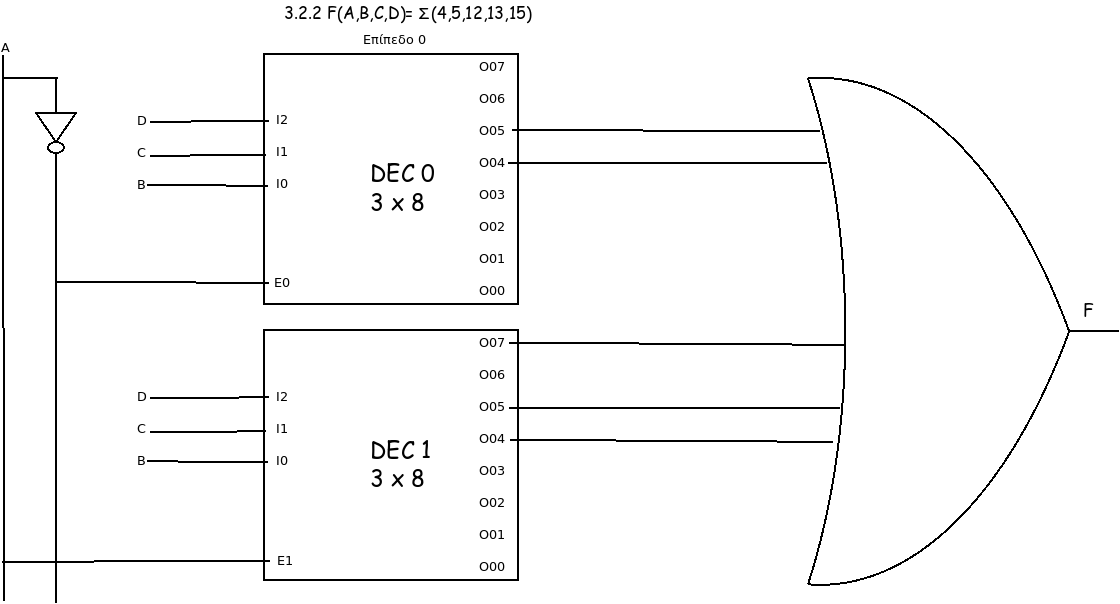 3.2.2 F(A,B,C,D)= Σ(4,5,12,13,15)
Επίπεδο 0
A
O07
O06
D
I2
O05
C
I1
DEC 0
O04
B
I0
3 x 8
O03
O02
O01
E0
O00
F
O07
O06
D
I2
O05
C
I1
DEC 1
O04
B
I0
3 x 8
O03
O02
O01
E1
O00